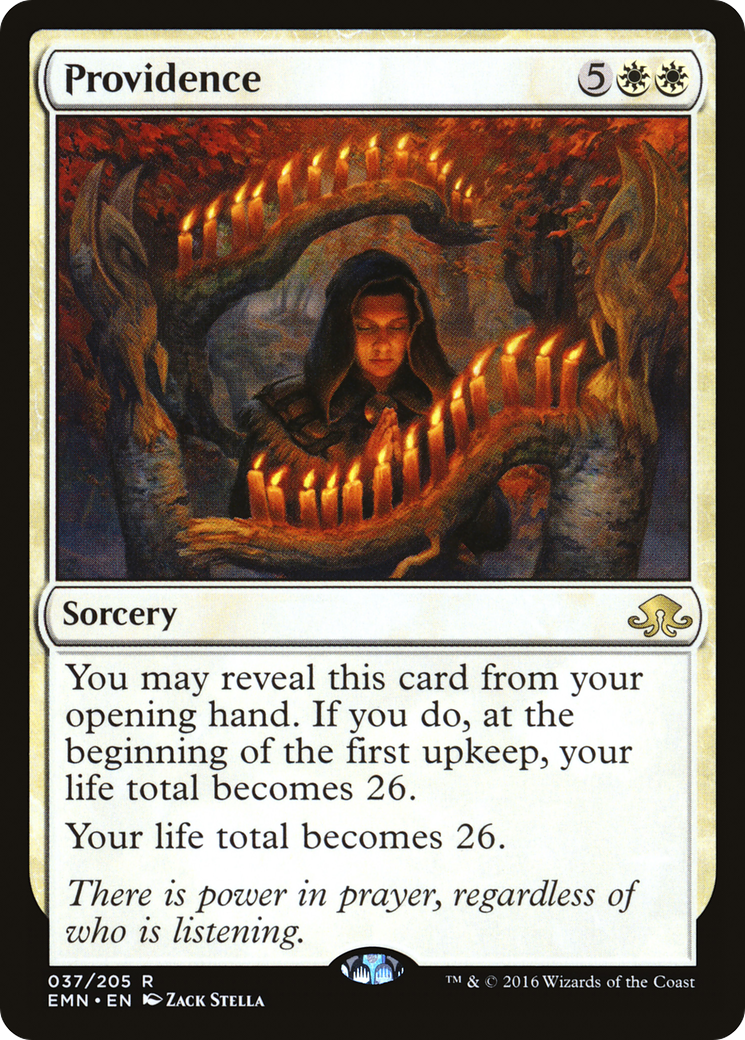 Providence 5
Sorcery
You may reveal this card from your
opening hand. If you do, at the
beginning of the first upkeep, your
life total becomes 26.
Your life total becomes 26.
There is power in prayer, regardless of
who is listening.
037/205 R
EMN • EN Zack Stella
™ & © 2016 Wizards of the Coast